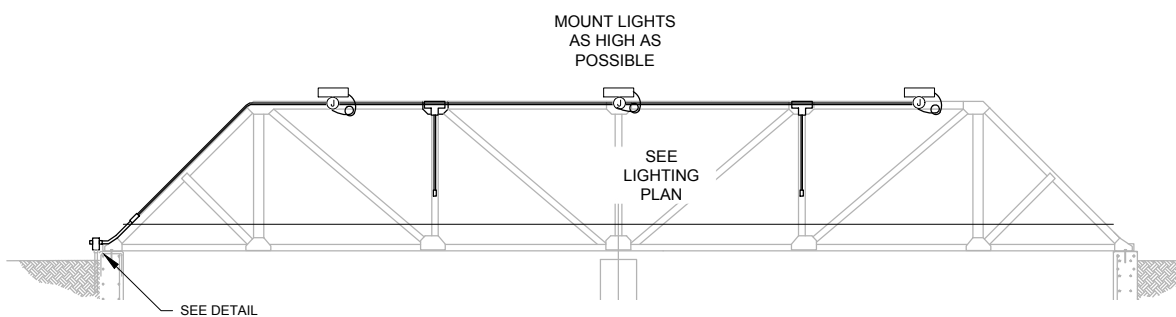 MOUNT LIGHTS
AS HIGH AS
POSSIBLE
J
J
J
SEE
LIGHTING
PLAN
SEE DETAIL